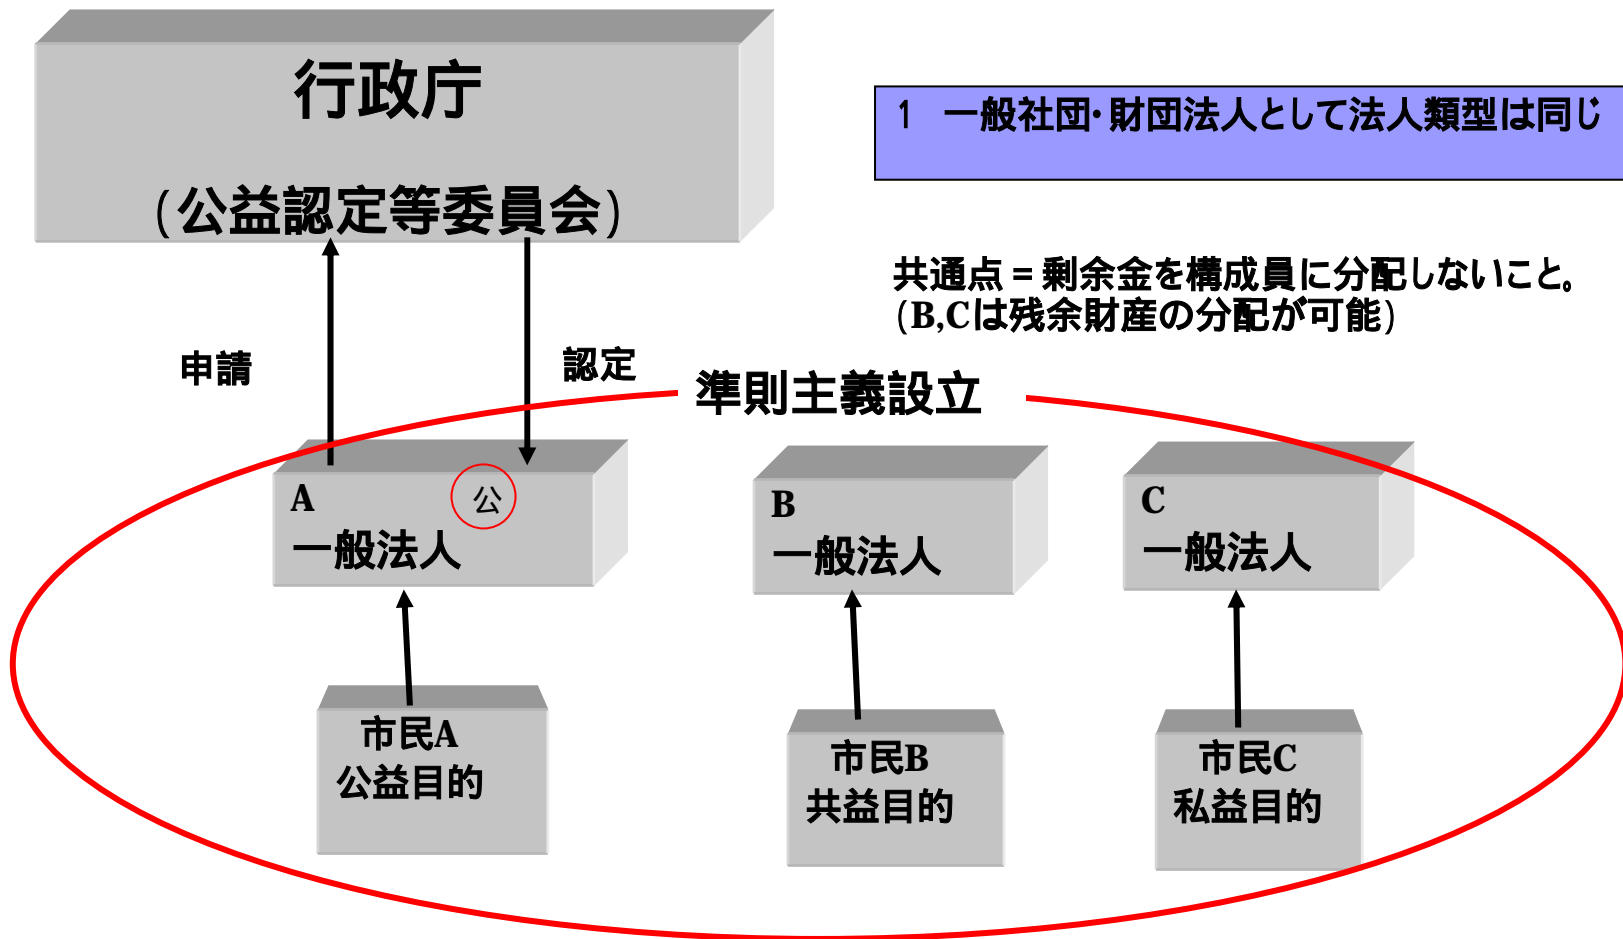 行政庁
(公益認定等委員会)
1 一般社団・財団法人として法人類型は同じ
共通点=剰余金を構成員に分配しないこと。
(B,Cは残余財産の分配が可能)
申請
認定
準則主義設立
A
公
一般法人
B
一般法人
C
一般法人
市民A
公益目的
市民B
共益目的
市民C
私益目的